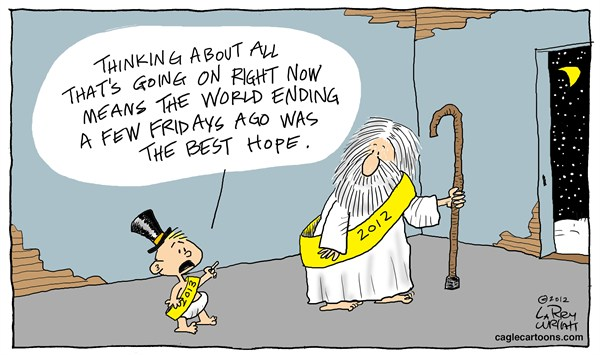 THINKING ABOUT ALL
THAT'S GOING ON RIGHT NOW
MEANS THE WORLD ENDING
A FEW FRIDAYS AGO WAS
THE BEST HOPE.
2013
2012
©2012
LARRY
WRIGHT
caglecartoons.com